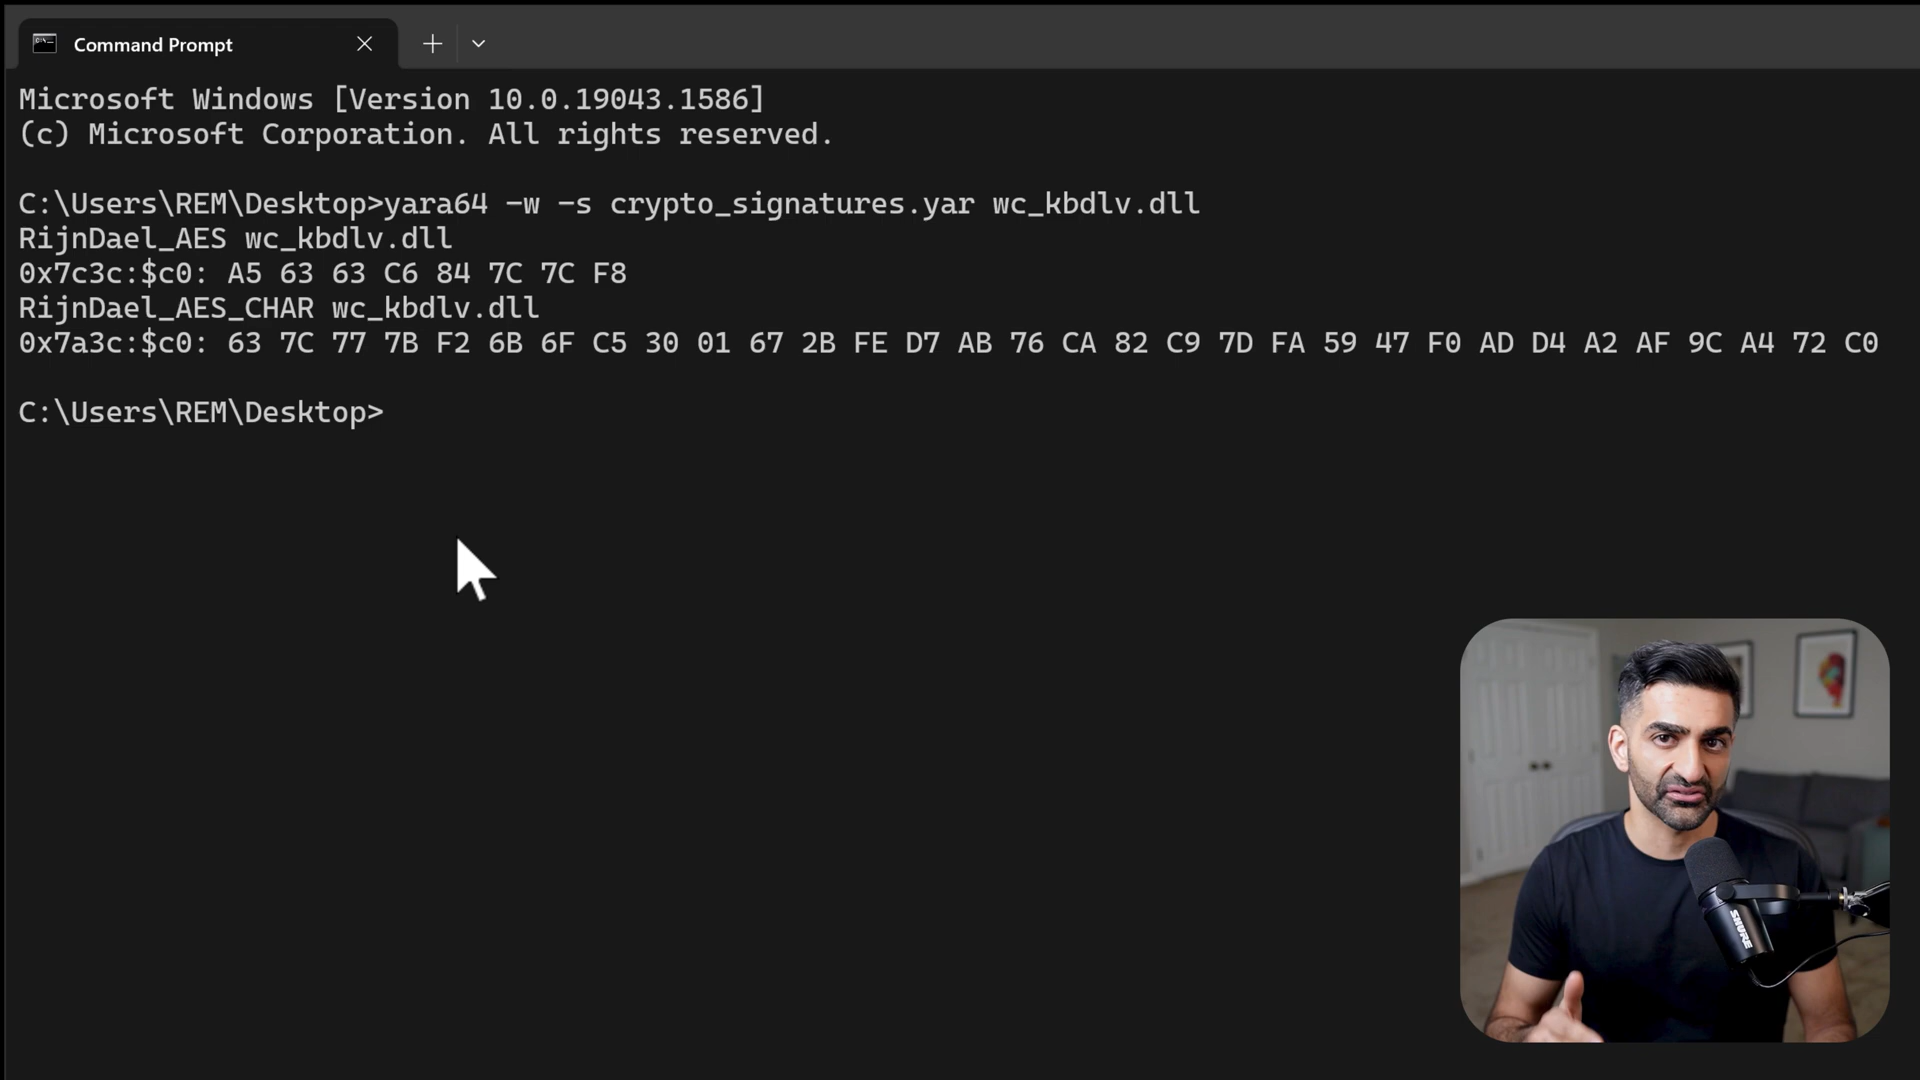 Command Prompt
Microsoft Windows [Version 10.0.19043.1586]
(c) Microsoft Corporation. All rights reserved.
C:\Users\REM\Desktop>yara64 -w -s crypto_signatures.yar wc_kbdlv.dll
RijnDael_AES wc_kbdlv.dll
0x7c3c:$c0: A5 63 63 C6 84 7C 7C F8
RijnDael_AES_CHAR wc_kbdlv.dll
0x7a3c:$c0: 63 7C 77 7B F2 6B 6F C5 30 01 67 2B FE D7 AB 76 CA 82 C9 7D FA 59 47 F0 AD D4 A2 AF 9C A4 72 C0
C:\Users\REM\Desktop>
SHURE